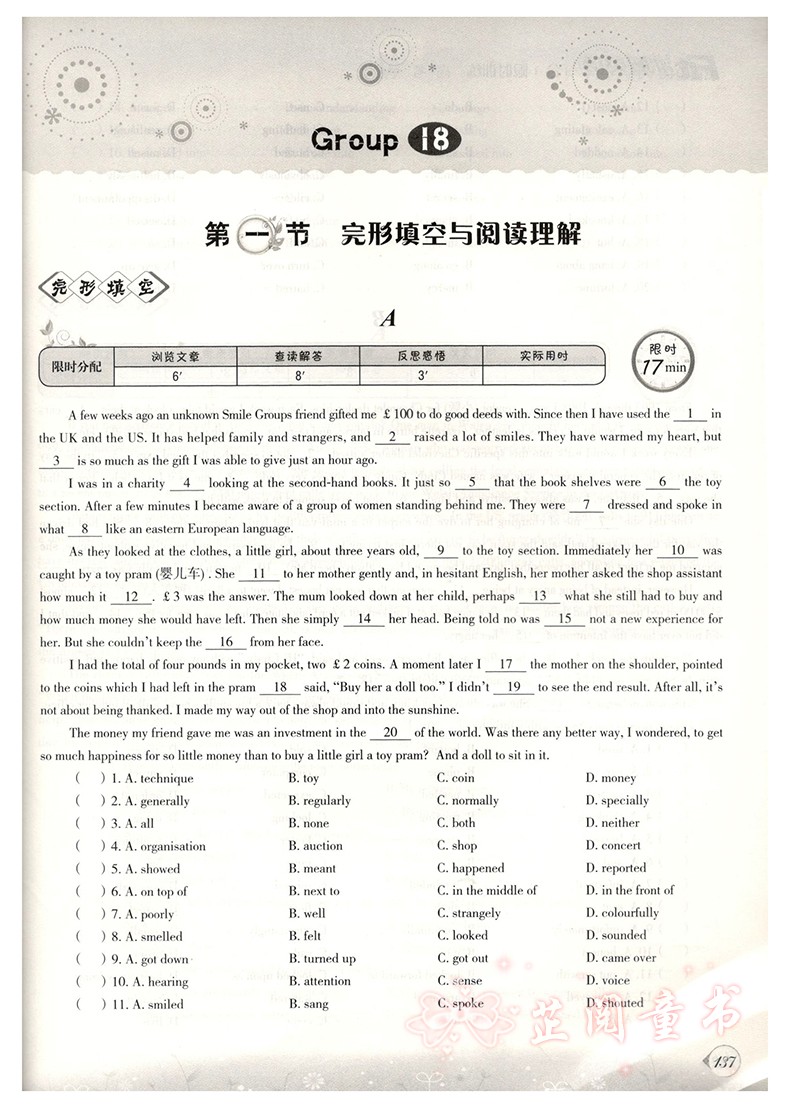 Group 18
第一节 完形填空与阅读理解
完形填空
A
限时分配 浏览文章 查读解答 反思感悟 实际用时
6′ 8′ 3′
限时
17min
A few weeks ago an unknown Smile Groups friend gifted me £100 to do good deeds with. Since then I have used the 1 in
the UK and the US. It has helped family and strangers, and 2 raised a lot of smiles. They have warmed my heart, but
3 is so much as the gift I was able to give just an hour ago.
I was in a charity 4 looking at the second-hand books. It just so 5 that the book shelves were 6 the toy
section. After a few minutes I became aware of a group of women standing behind me. They were 7 dressed and spoke in
what 8 like an eastern European language.
As they looked at the clothes, a little girl, about three years old, 9 to the toy section. Immediately her 10 was
caught by a toy pram (婴儿车). She 11 to her mother gently and, in hesitant English, her mother asked the shop assistant
how much it 12 . £3 was the answer. The mum looked down at her child, perhaps 13 what she still had to buy and
how much money she would have left. Then she simply 14 her head. Being told no was 15 not a new experience for
her. But she couldn't keep the 16 from her face.
I had the total of four pounds in my pocket, two £2 coins. A moment later I 17 the mother on the shoulder, pointed
to the coins which I had left in the pram 18 said, "Buy her a doll too." I didn't 19 to see the end result. After all, it's
not about being thanked. I made my way out of the shop and into the sunshine.
The money my friend gave me was an investment in the 20 of the world. Was there any better way, I wondered, to get
so much happiness for so little money than to buy a little girl a toy pram? And a doll to sit in it.
( ) 1. A. technique B. toy C. coin D. money
( ) 2. A. generally B. regularly C. normally D. specially
( ) 3. A. all B. none C. both D. neither
( ) 4. A. organisation B. auction C. shop D. concert
( ) 5. A. showed B. meant C. happened D. reported
( ) 6. A. on top of B. next to C. in the middle of D. in the front of
( ) 7. A. poorly B. well C. strangely D. colourfully
( ) 8. A. smelled B. felt C. looked D. sounded
( ) 9. A. got down B. turned up C. got out D. came over
( ) 10. A. hearing B. attention C. sense D. voice
( ) 11. A. smiled B. sang C. spoke D. shouted
芷阅童书
137